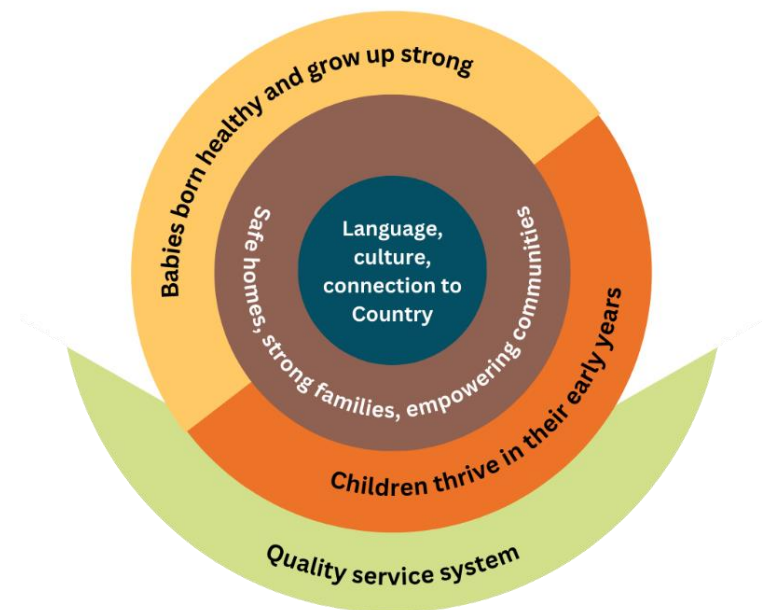 Babies born healthy and grow up strong
Safe homes, strong families, empowering communities
Language,
culture,
connection to
Country
Children thrive in their early years
Quality service system